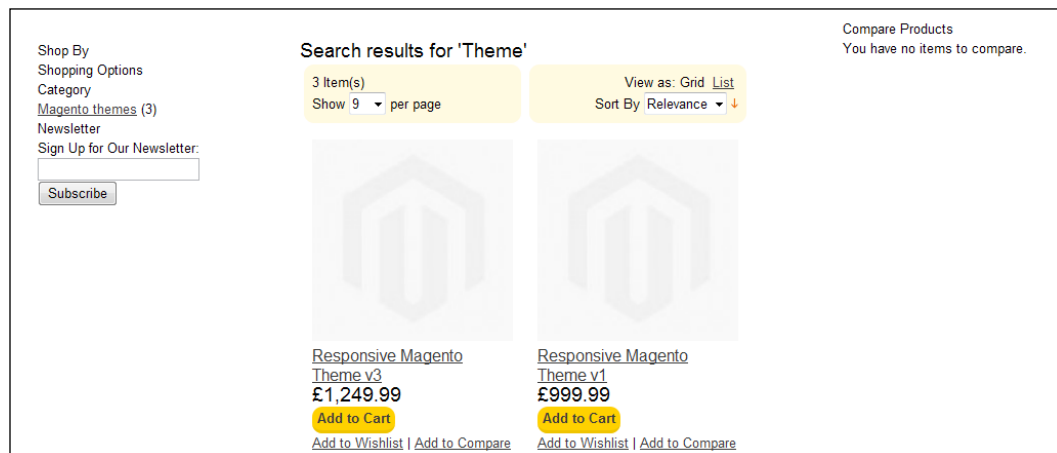 Shop By
Shopping Options
Category
Magento themes (3)
Newsletter
Sign Up for Our Newsletter:
Subscribe
Search results for 'Theme'
3 Item(s)
Show 9 per page
View as: Grid List
Sort By Relevance
Responsive Magento
Theme v3
£1,249.99
Add to Cart
Add to Wishlist | Add to Compare
Responsive Magento
Theme v1
£999.99
Add to Cart
Add to Wishlist | Add to Compare
Compare Products
You have no items to compare.